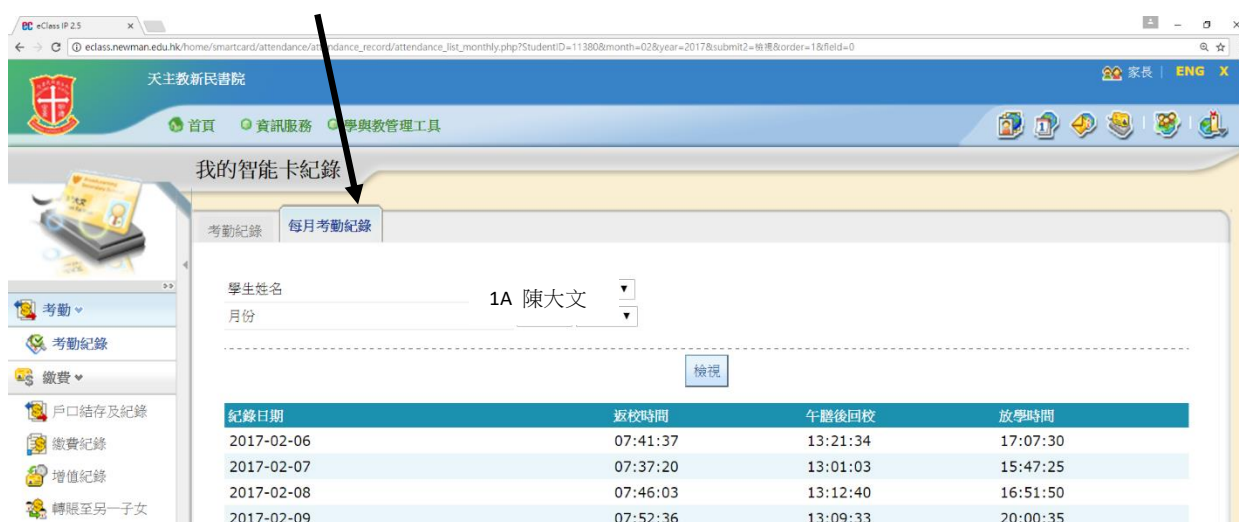 eClass IP 2.5
eclass.newman.edu.hk/home/smartcard/attendance/attendance_record/attendance_list_monthly.php?StudentID=11380&month=02&year=2017&submit2=檢視&order=1&field=0
天主教新民書院
家長 | ENG X
首頁 資訊服務 學與教管理工具
我的智能卡紀錄
考勤紀錄 每月考勤紀錄
學生姓名 1A 陳大文
月份
檢視
考勤
考勤紀錄
繳費
戶口結存及紀錄
繳費紀錄
增值紀錄
轉賬至另一子女
紀錄日期 返校時間 午膳後回校 放學時間
2017-02-06 07:41:37 13:21:34 17:07:30
2017-02-07 07:37:20 13:01:03 15:47:25
2017-02-08 07:46:03 13:12:40 16:51:50
2017-02-09 07:52:36 13:09:33 20:00:35